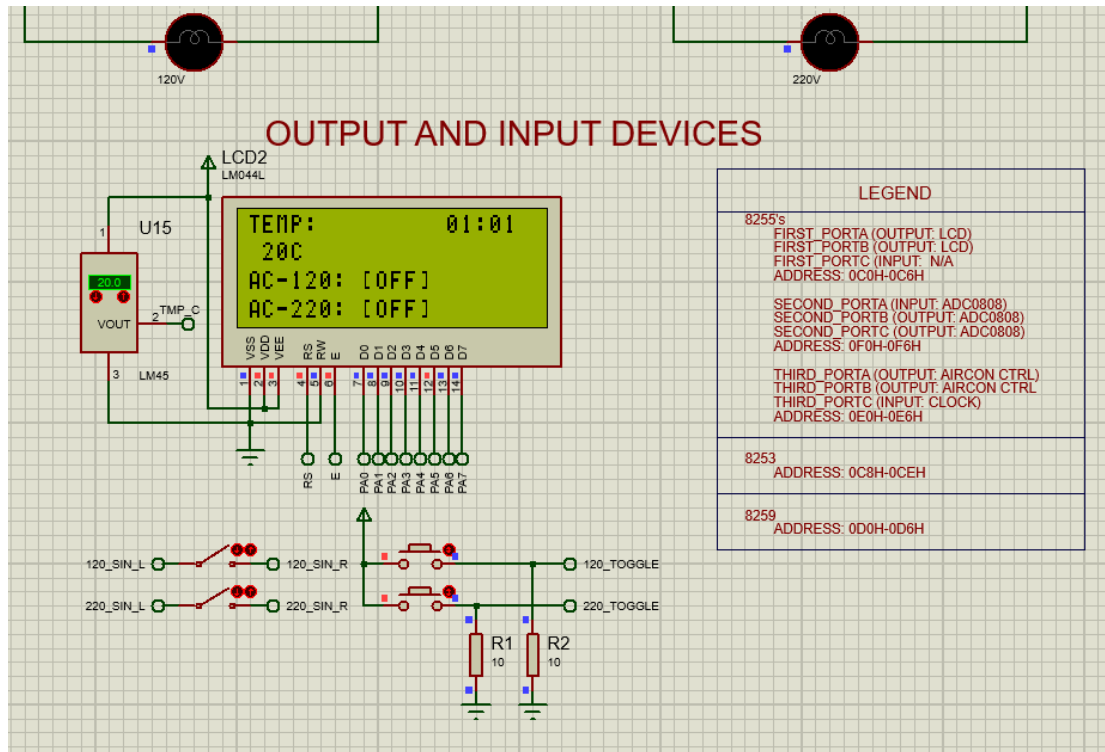 120V
220V
OUTPUT AND INPUT DEVICES
LCD2
LM044L
U15
1
20.0
VOUT
2
TMP_C
3
LM45
TEMP: 01:01
20C
AC-120: [OFF]
AC-220: [OFF]
VSS VDD VEE RS RW E D0 D1 D2 D3 D4 D5 D6 D7
1 2 3 4 5 6 7 8 9 10 11 12 13 14
RS E PA0 PA1 PA2 PA3 PA4 PA5 PA6 PA7
LEGEND
8255's
FIRST_PORTA (OUTPUT: LCD)
FIRST_PORTB (OUTPUT: LCD)
FIRST_PORTC (INPUT: N/A
ADDRESS: 0C0H-0C6H
SECOND_PORTA (INPUT: ADC0808)
SECOND_PORTB (OUTPUT: ADC0808)
SECOND_PORTC (OUTPUT: ADC0808)
ADDRESS: 0F0H-0F6H
THIRD_PORTA (OUTPUT: AIRCON CTRL)
THIRD_PORTB (OUTPUT: AIRCON CTRL
THIRD_PORTC (INPUT: CLOCK)
ADDRESS: 0E0H-0E6H
8253
ADDRESS: 0C8H-0CEH
8259
ADDRESS: 0D0H-0D6H
120_SIN_L 120_SIN_R 120_TOGGLE
220_SIN_L 220_SIN_R 220_TOGGLE
R1
10
R2
10